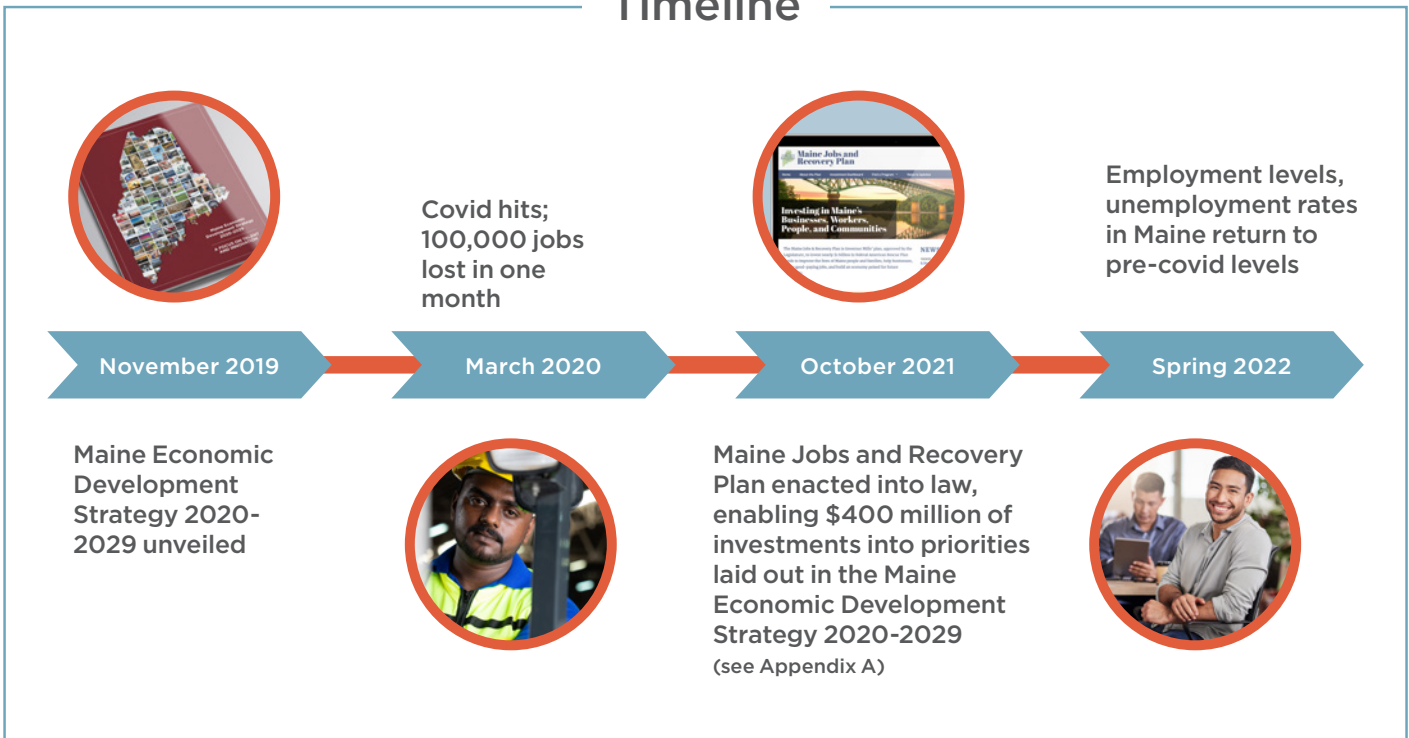 Timeline
Covid hits;
100,000 jobs
lost in one
month
Maine Jobs and
Recovery Plan
Investing in Maine's
Businesses, Workers,
People, and Communities
Employment levels,
unemployment rates
in Maine return to
pre-covid levels
November 2019
March 2020
October 2021
Spring 2022
Maine Economic
Development
Strategy 2020-
2029 unveiled
Maine Jobs and Recovery
Plan enacted into law,
enabling $400 million of
investments into priorities
laid out in the Maine
Economic Development
Strategy 2020-2029
(see Appendix A)